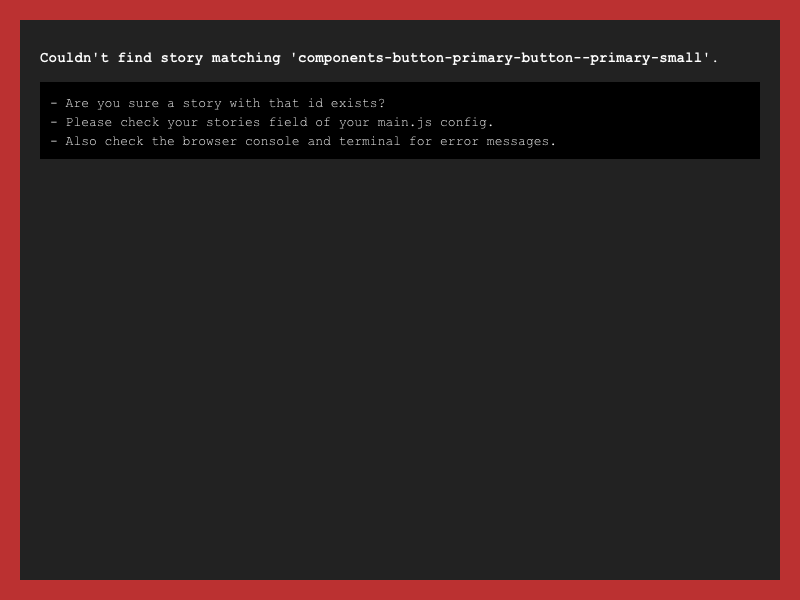 Couldn't find story matching 'components-button-primary-button--primary-small'.
- Are you sure a story with that id exists?
- Please check your stories field of your main.js config.
- Also check the browser console and terminal for error messages.